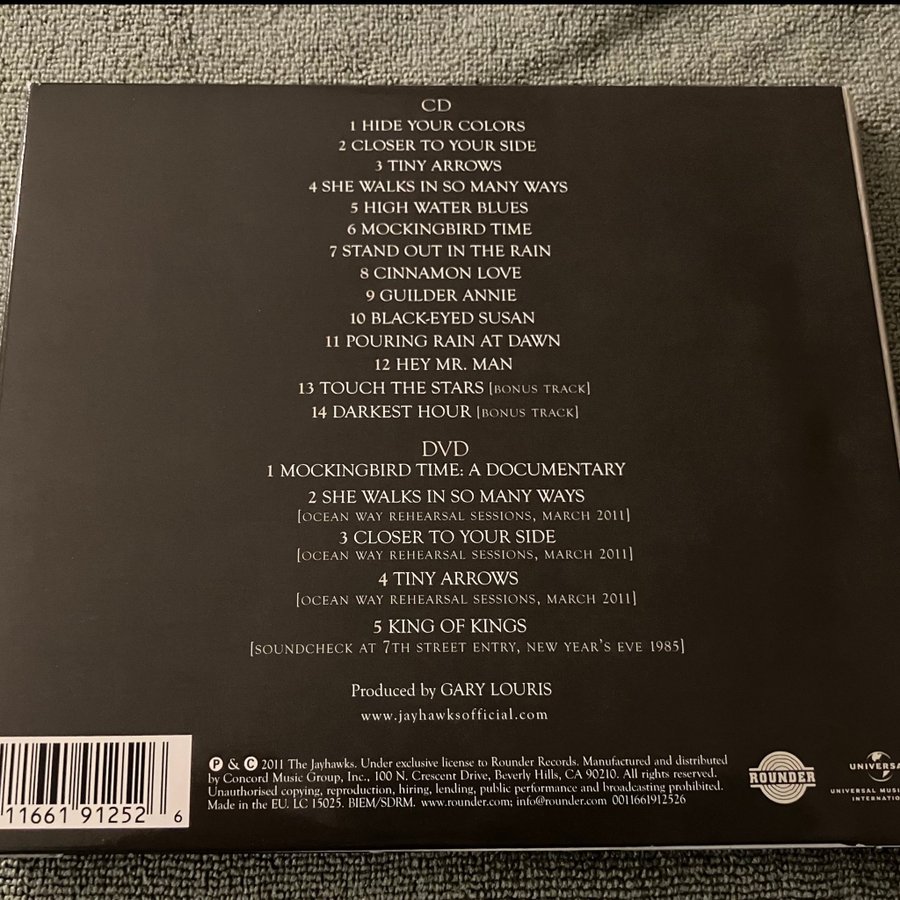 CD
1 HIDE YOUR COLORS
2 CLOSER TO YOUR SIDE
3 TINY ARROWS
4 SHE WALKS IN SO MANY WAYS
5 HIGH WATER BLUES
6 MOCKINGBIRD TIME
7 STAND OUT IN THE RAIN
8 CINNAMON LOVE
9 GUILDER ANNIE
10 BLACK-EYED SUSAN
11 POURING RAIN AT DAWN
12 HEY MR. MAN
13 TOUCH THE STARS [BONUS TRACK]
14 DARKEST HOUR [BONUS TRACK]
DVD
1 MOCKINGBIRD TIME: A DOCUMENTARY
2 SHE WALKS IN SO MANY WAYS
[OCEAN WAY REHEARSAL SESSIONS, MARCH 2011]
3 CLOSER TO YOUR SIDE
[OCEAN WAY REHEARSAL SESSIONS, MARCH 2011]
4 TINY ARROWS
[OCEAN WAY REHEARSAL SESSIONS, MARCH 2011]
5 KING OF KINGS
[SOUNDCHECK AT 7TH STREET ENTRY, NEW YEAR'S EVE 1985]
Produced by GARY LOURIS
www.jayhawksofficial.com
11661 91252 6
℗ & © 2011 The Jayhawks. Under exclusive license to Rounder Records. Manufactured and distributed
by Concord Music Group, Inc., 100 N. Crescent Drive, Beverly Hills, CA 90210. All rights reserved.
Unauthorised copying, reproduction, hiring, lending, public performance and broadcasting prohibited.
Made in the EU. LC 15025. BIEM/SDRM. www.rounder.com; info@rounder.com 0011661912526
ROUNDER
UNIVERSA
UNIVERSAL MUSI
INTERNATIO